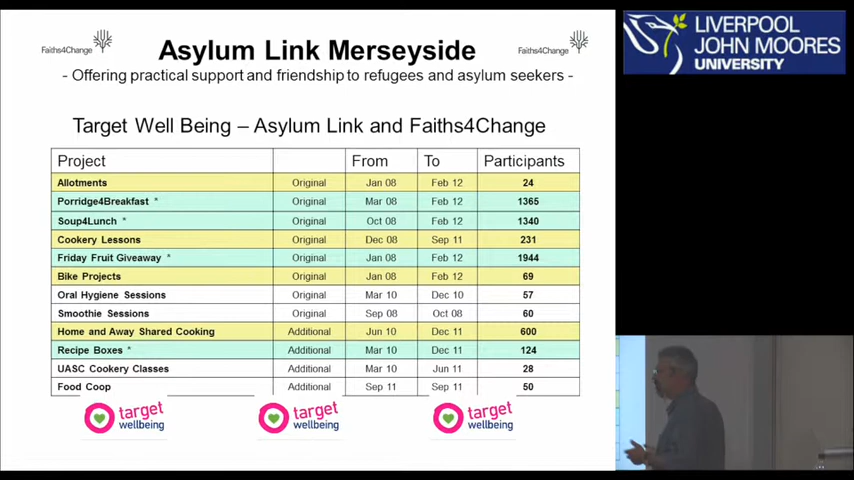 Faiths4Change
Asylum Link Merseyside
Faiths4Change
- Offering practical support and friendship to refugees and asylum seekers -
Target Well Being – Asylum Link and Faiths4Change
Project From To Participants
Allotments Original Jan 08 Feb 12 24
Porridge4Breakfast * Original Mar 08 Feb 12 1365
Soup4Lunch * Original Oct 08 Feb 12 1340
Cookery Lessons Original Dec 08 Sep 11 231
Friday Fruit Giveaway * Original Jan 08 Feb 12 1944
Bike Projects Original Jan 08 Feb 12 69
Oral Hygiene Sessions Original Mar 10 Dec 10 57
Smoothie Sessions Original Sep 08 Oct 08 60
Home and Away Shared Cooking Additional Jun 10 Dec 11 600
Recipe Boxes * Additional Mar 10 Dec 11 124
UASC Cookery Classes Additional Mar 10 Jun 11 28
Food Coop Additional Sep 11 Sep 11 50
target
wellbeing
target
wellbeing
target
wellbeing
LIVERPOOL
JOHN MOORES
UNIVERSITY